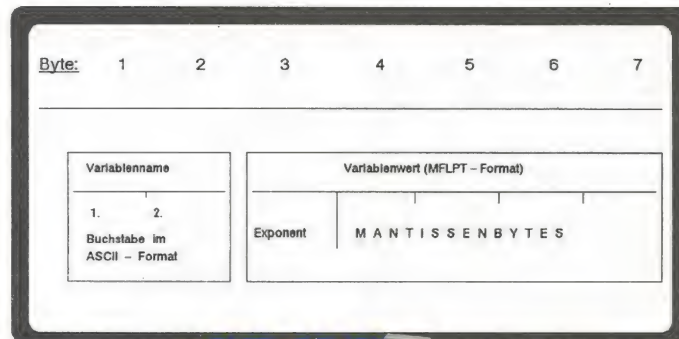 Byte: 1 2 3 4 5 6 7
Variablenname
Variablenwert (MFLPT – Format)
1. 2.
Buchstabe im
ASCII – Format
Exponent
MANTISSENBYTES